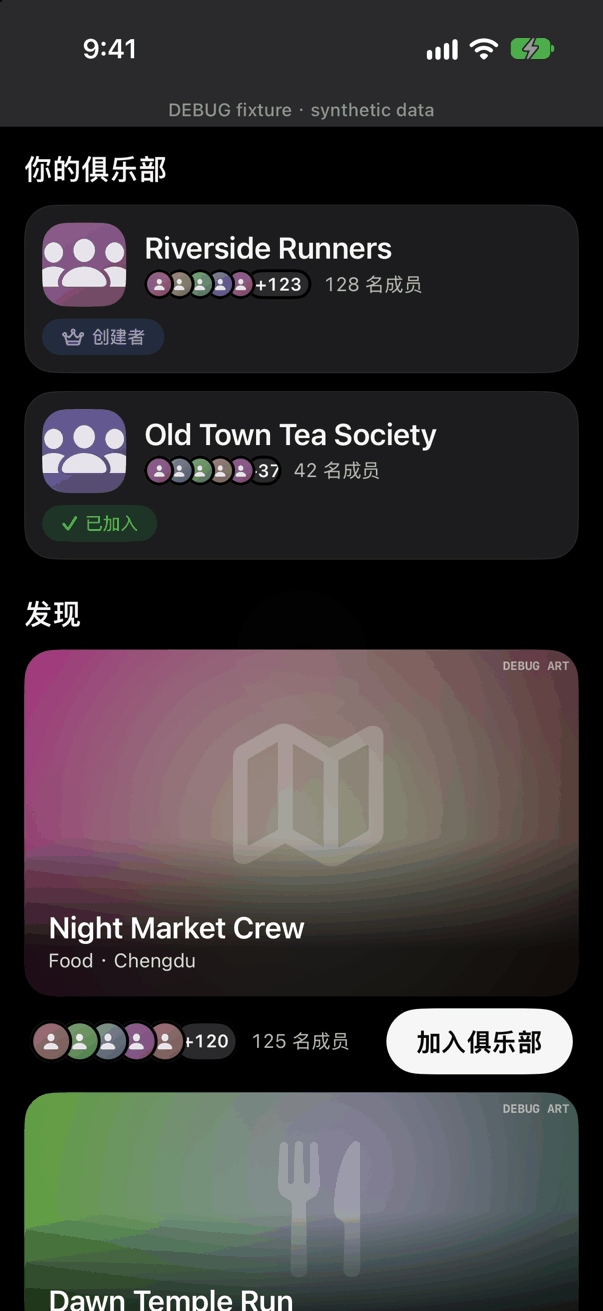 9:41
DEBUG fixture · synthetic data
你的俱乐部
Riverside Runners
+123 128 名成员
创建者
Old Town Tea Society
37 42 名成员
已加入
发现
DEBUG ART
Night Market Crew
Food · Chengdu
+120 125 名成员 加入俱乐部
DEBUG ART
Dawn Temple Run